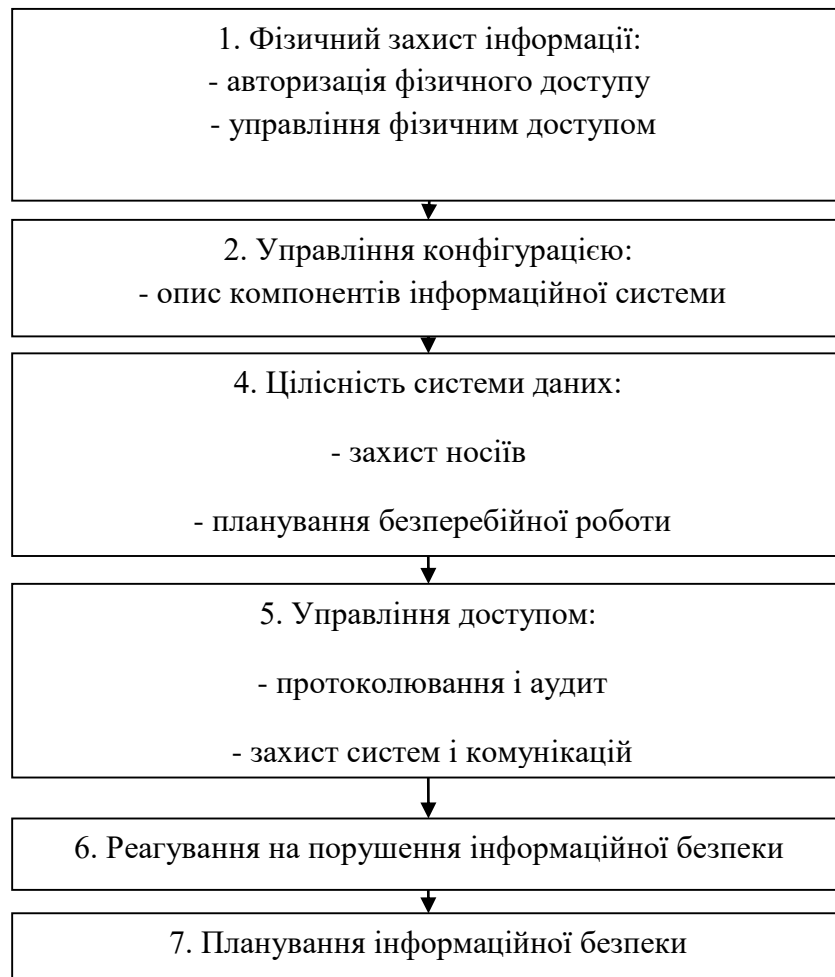 1. Фізичний захист інформації:
- авторизація фізичного доступу
- управління фізичним доступом
2. Управління конфігурацією:
- опис компонентів інформаційної системи
4. Цілісність системи даних:
- захист носіїв
- планування безперебійної роботи
5. Управління доступом:
- протоколювання і аудит
- захист систем і комунікацій
6. Реагування на порушення інформаційної безпеки
7. Планування інформаційної безпеки